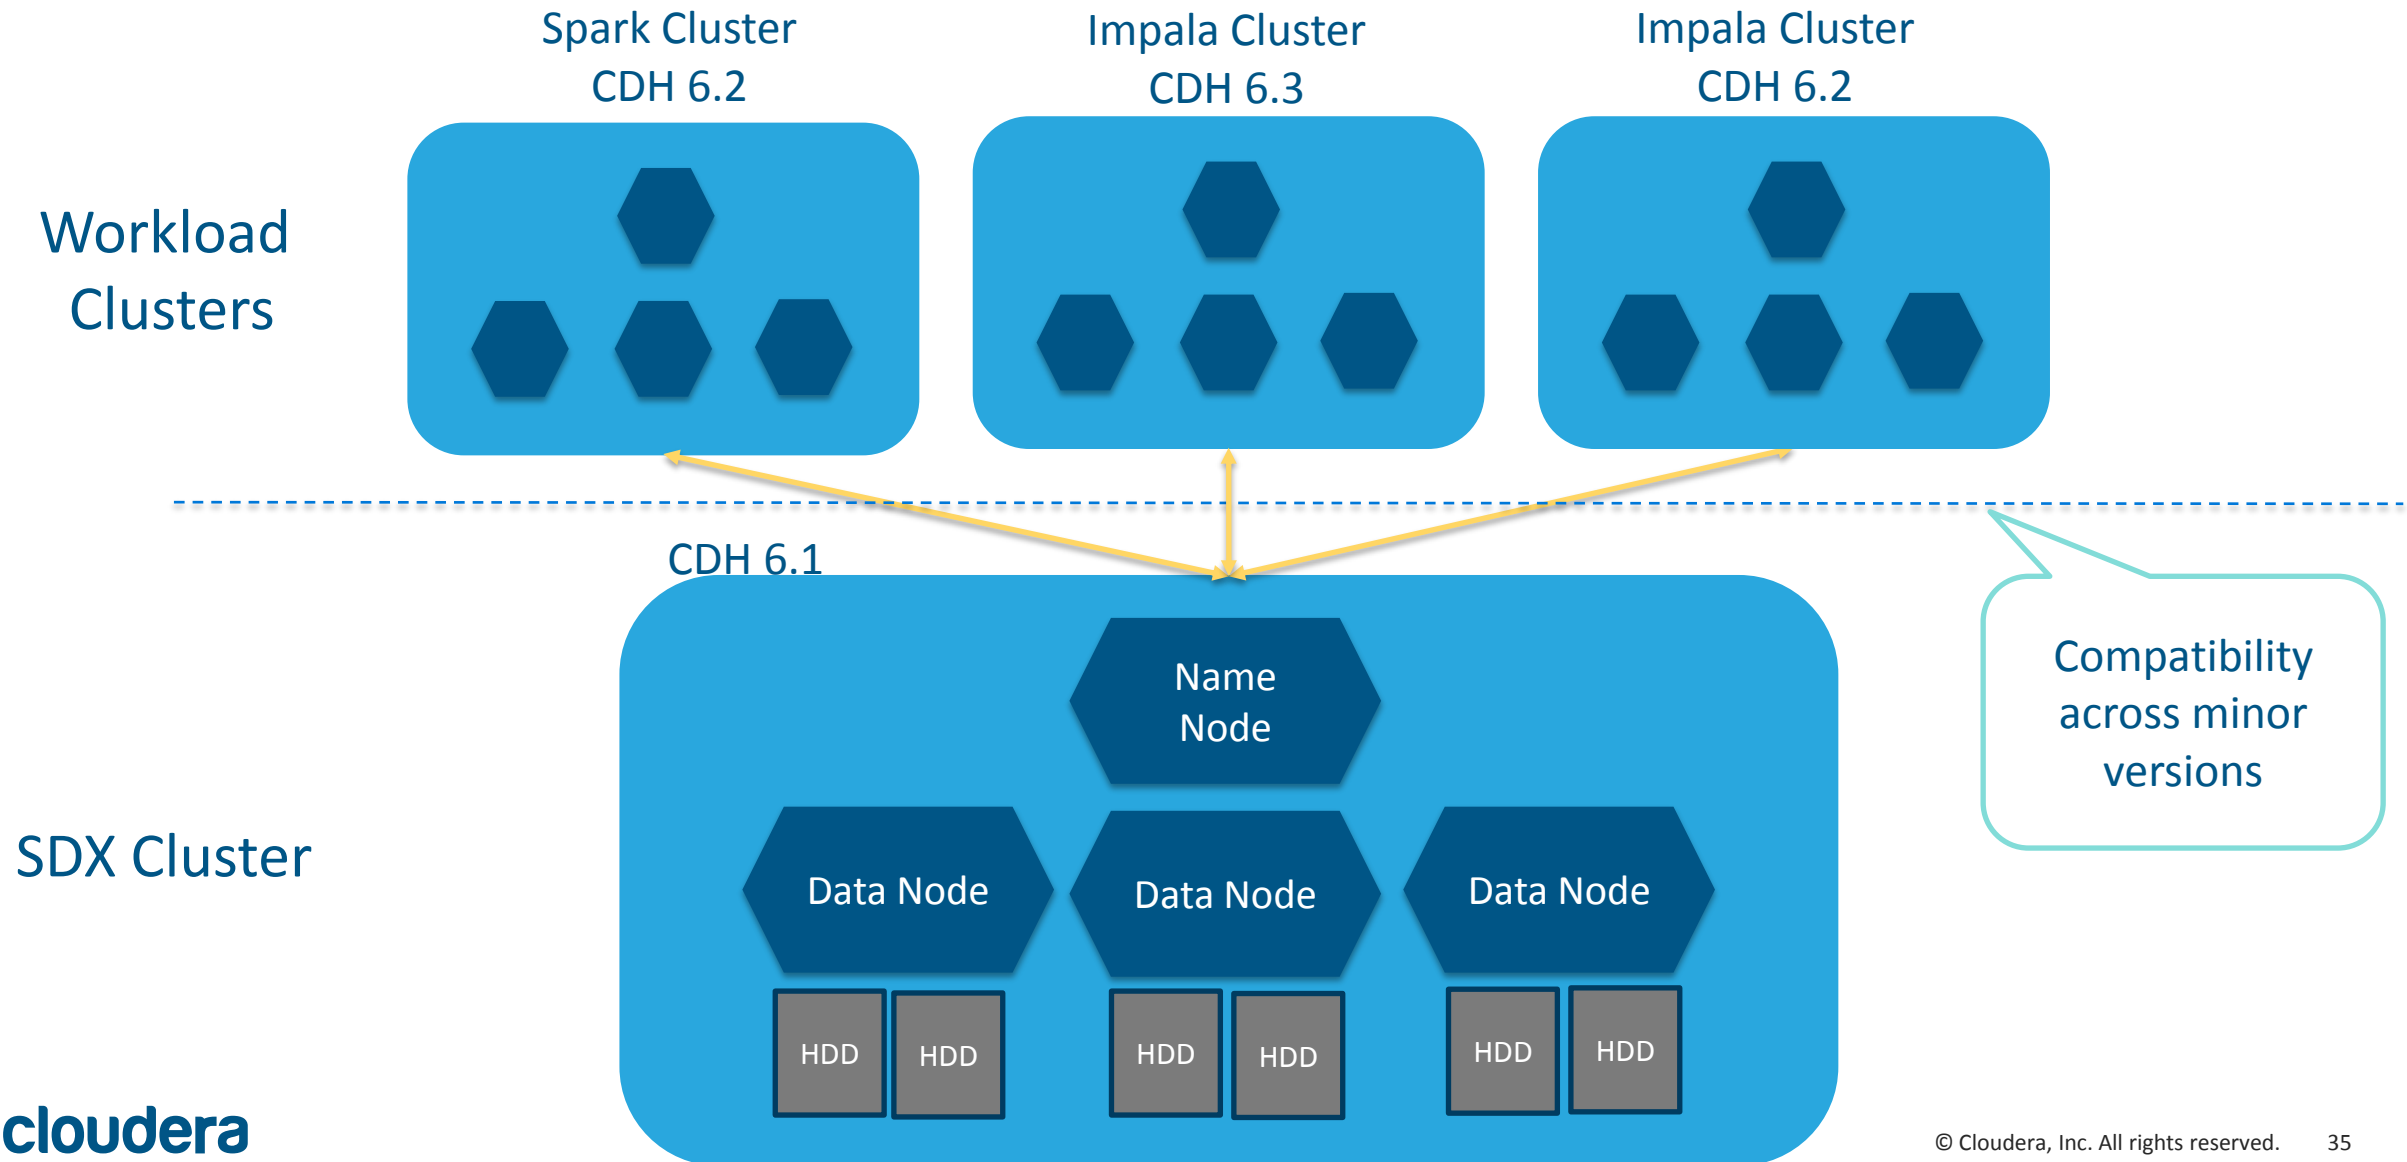 Spark Cluster
CDH 6.2
Impala Cluster
CDH 6.3
Impala Cluster
CDH 6.2
Workload
Clusters
CDH 6.1
Name
Node
Compatibility
across minor
versions
SDX Cluster
Data Node
Data Node
Data Node
HDD
HDD
HDD
HDD
HDD
HDD
cloudera
© Cloudera, Inc. All rights reserved. 35